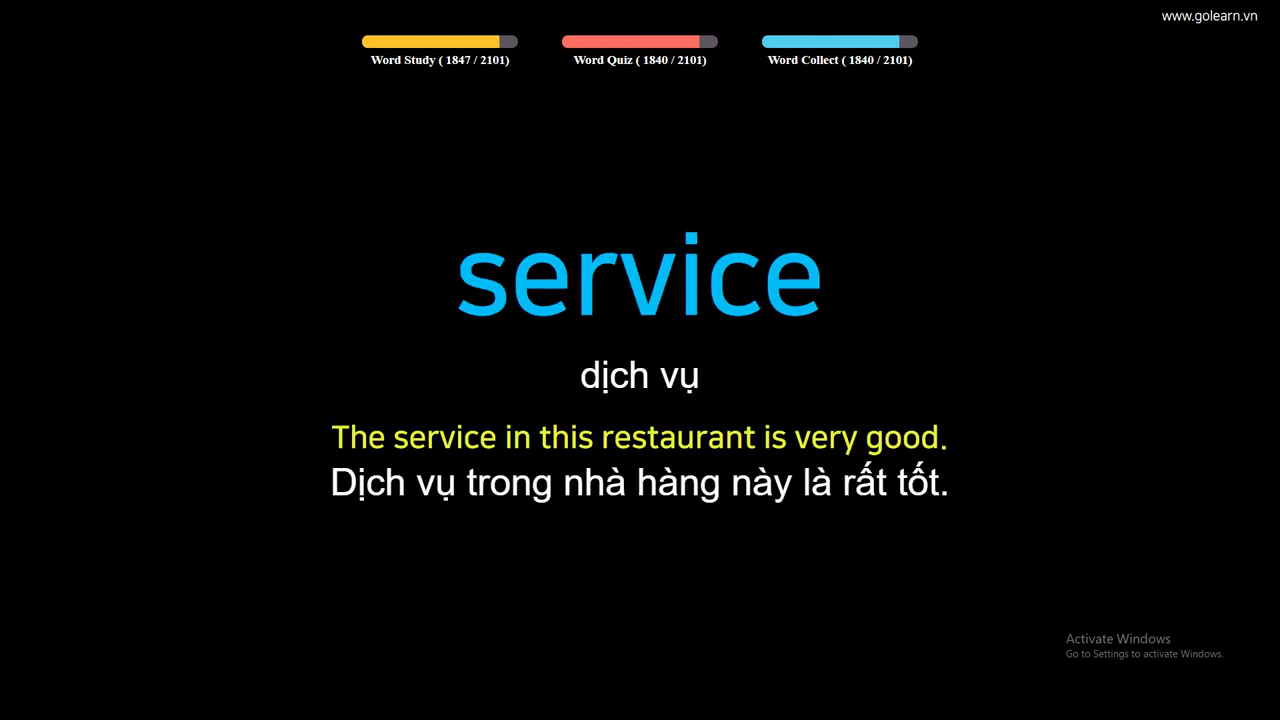 www.golearn.vn
Word Study ( 1847 / 2101) Word Quiz ( 1840 / 2101) Word Collect ( 1840 / 2101)
service
dịch vụ
The service in this restaurant is very good.
Dịch vụ trong nhà hàng này là rất tốt.
Activate Windows
Go to Settings to activate Windows.